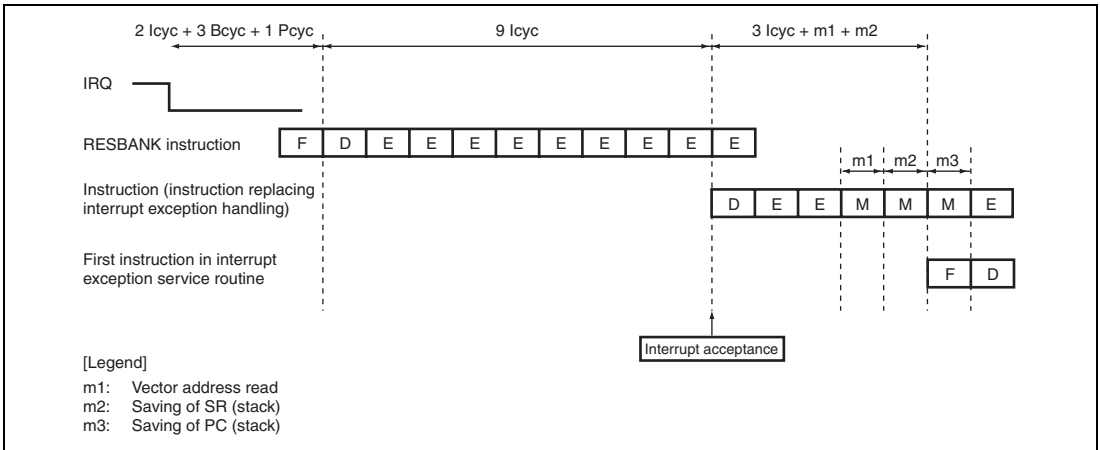 2 Icyc + 3 Bcyc + 1 Pcyc 9 Icyc 3 Icyc + m1 + m2
IRQ
RESBANK instruction F D E E E E E E E E E
m1 m2 m3
Instruction (instruction replacing
interrupt exception handling)
D E E M M M E
First instruction in interrupt
exception service routine
F D
Interrupt acceptance
[Legend]
m1: Vector address read
m2: Saving of SR (stack)
m3: Saving of PC (stack)